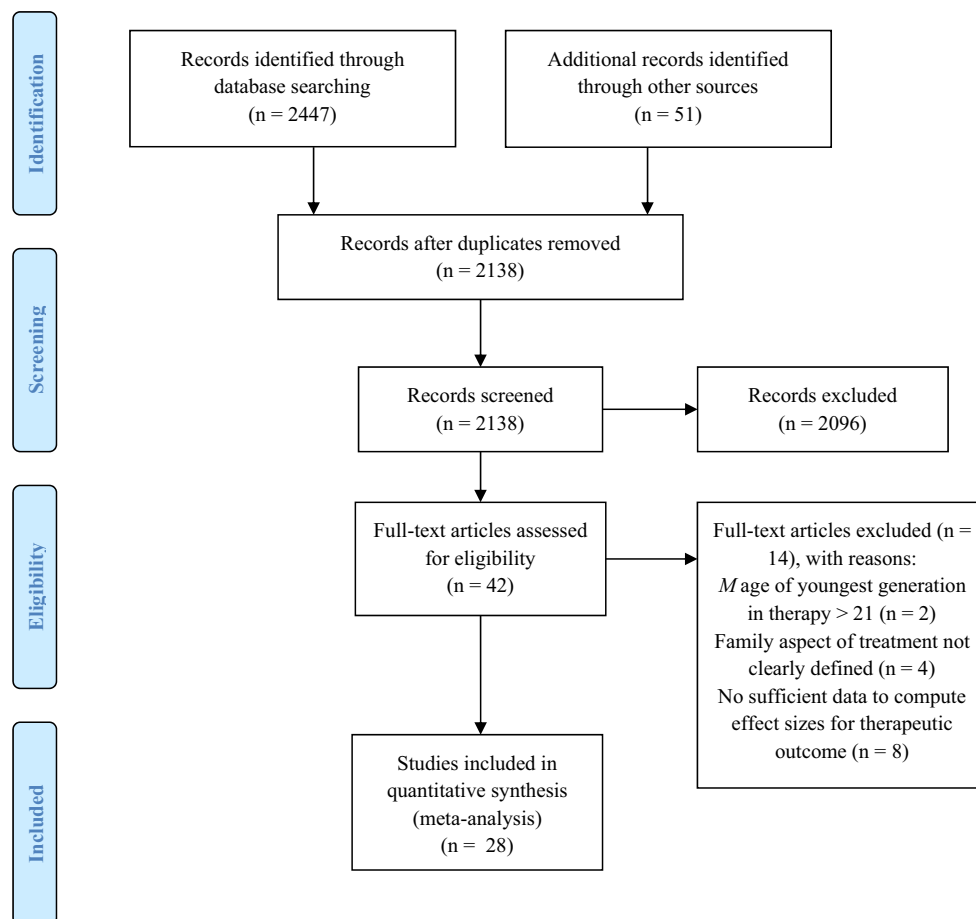 Identification
Records identified through
database searching
(n = 2447)
Additional records identified
through other sources
(n = 51)
Records after duplicates removed
(n = 2138)
Screening
Records screened
(n = 2138)
Records excluded
(n = 2096)
Eligibility
Full-text articles assessed
for eligibility
(n = 42)
Full-text articles excluded (n =
14), with reasons:
M age of youngest generation
in therapy > 21 (n = 2)
Family aspect of treatment not
clearly defined (n = 4)
No sufficient data to compute
effect sizes for therapeutic
outcome (n = 8)
Included
Studies included in
quantitative synthesis
(meta-analysis)
(n = 28)